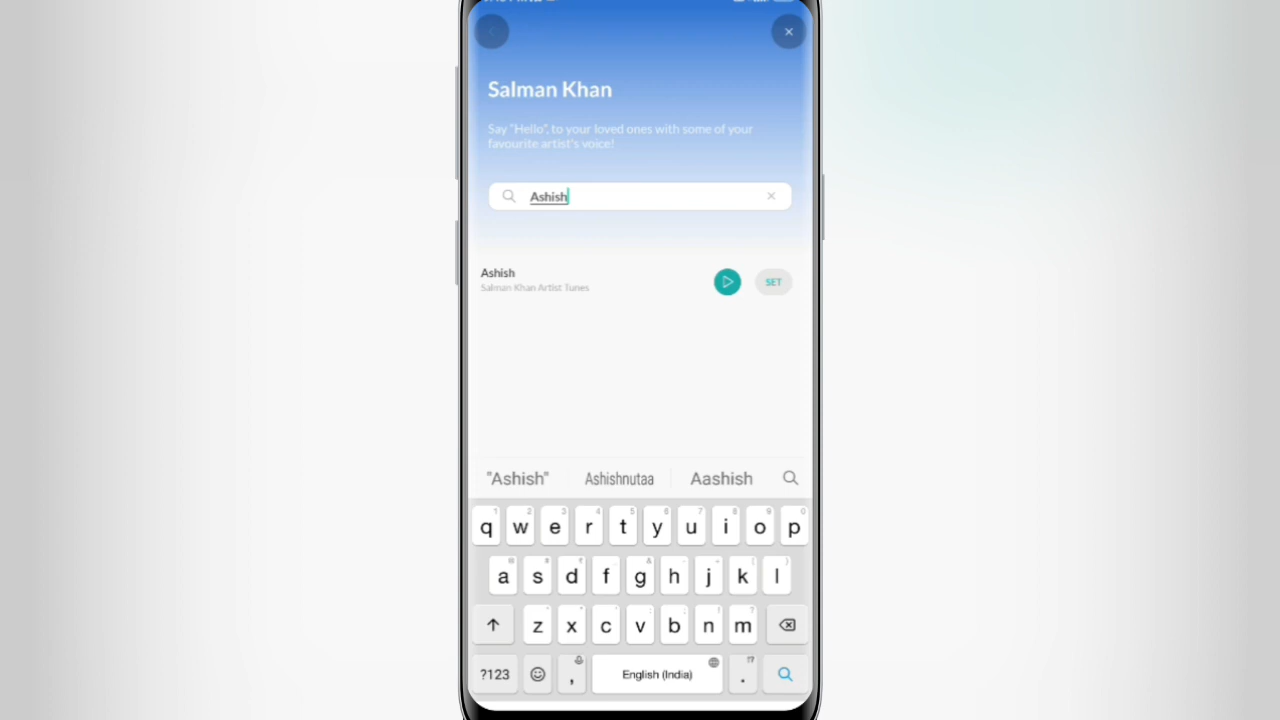 Salman Khan
Say "Hello", to your loved ones with some of your
favourite artist's voice!
Ashish
Ashish
Salman Khan Artist Tunes
SET
"Ashish" Ashishnutaa Aashish
q w e r t y u i o p
a s d f g h j k l
z x c v b n m
?123 , English (India) .